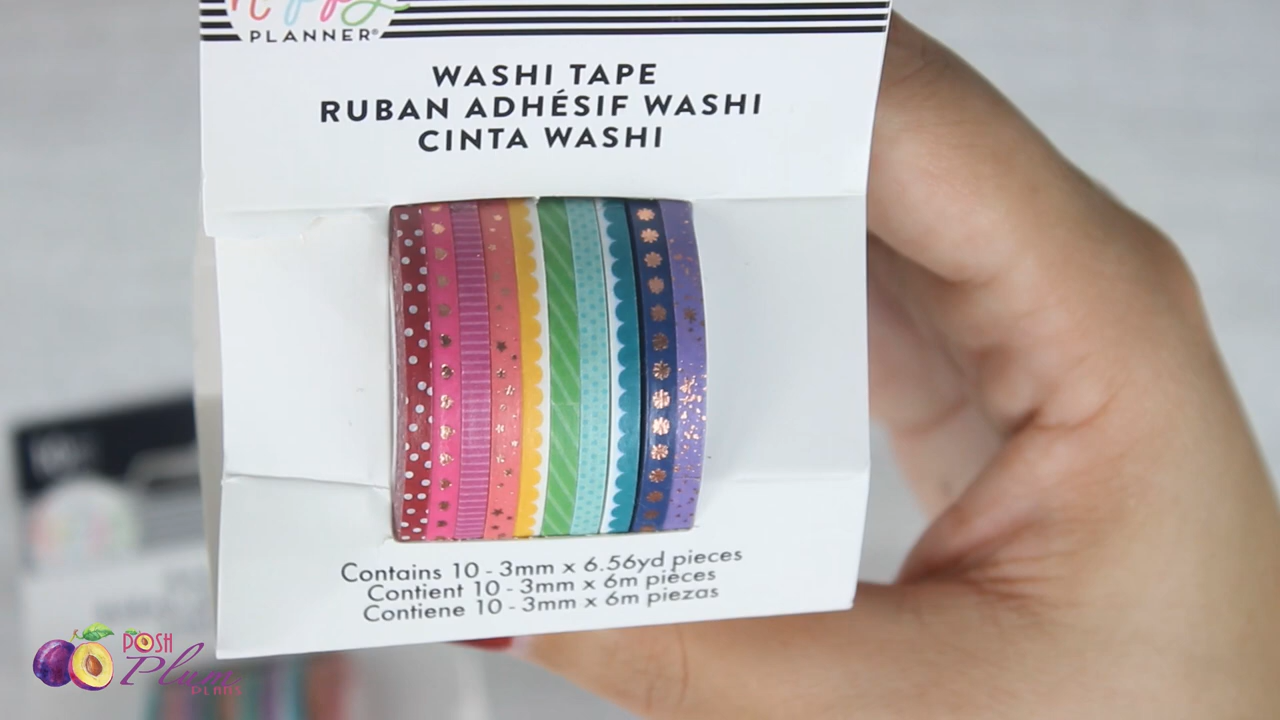 PLANNER®
WASHI TAPE
RUBAN ADHÉSIF WASHI
CINTA WASHI
Contains 10 - 3mm x 6.56yd pieces
Contient 10 - 3mm x 6m pièces
Contiene 10 - 3mm x 6m piezas
POSH
Plum
PLANS